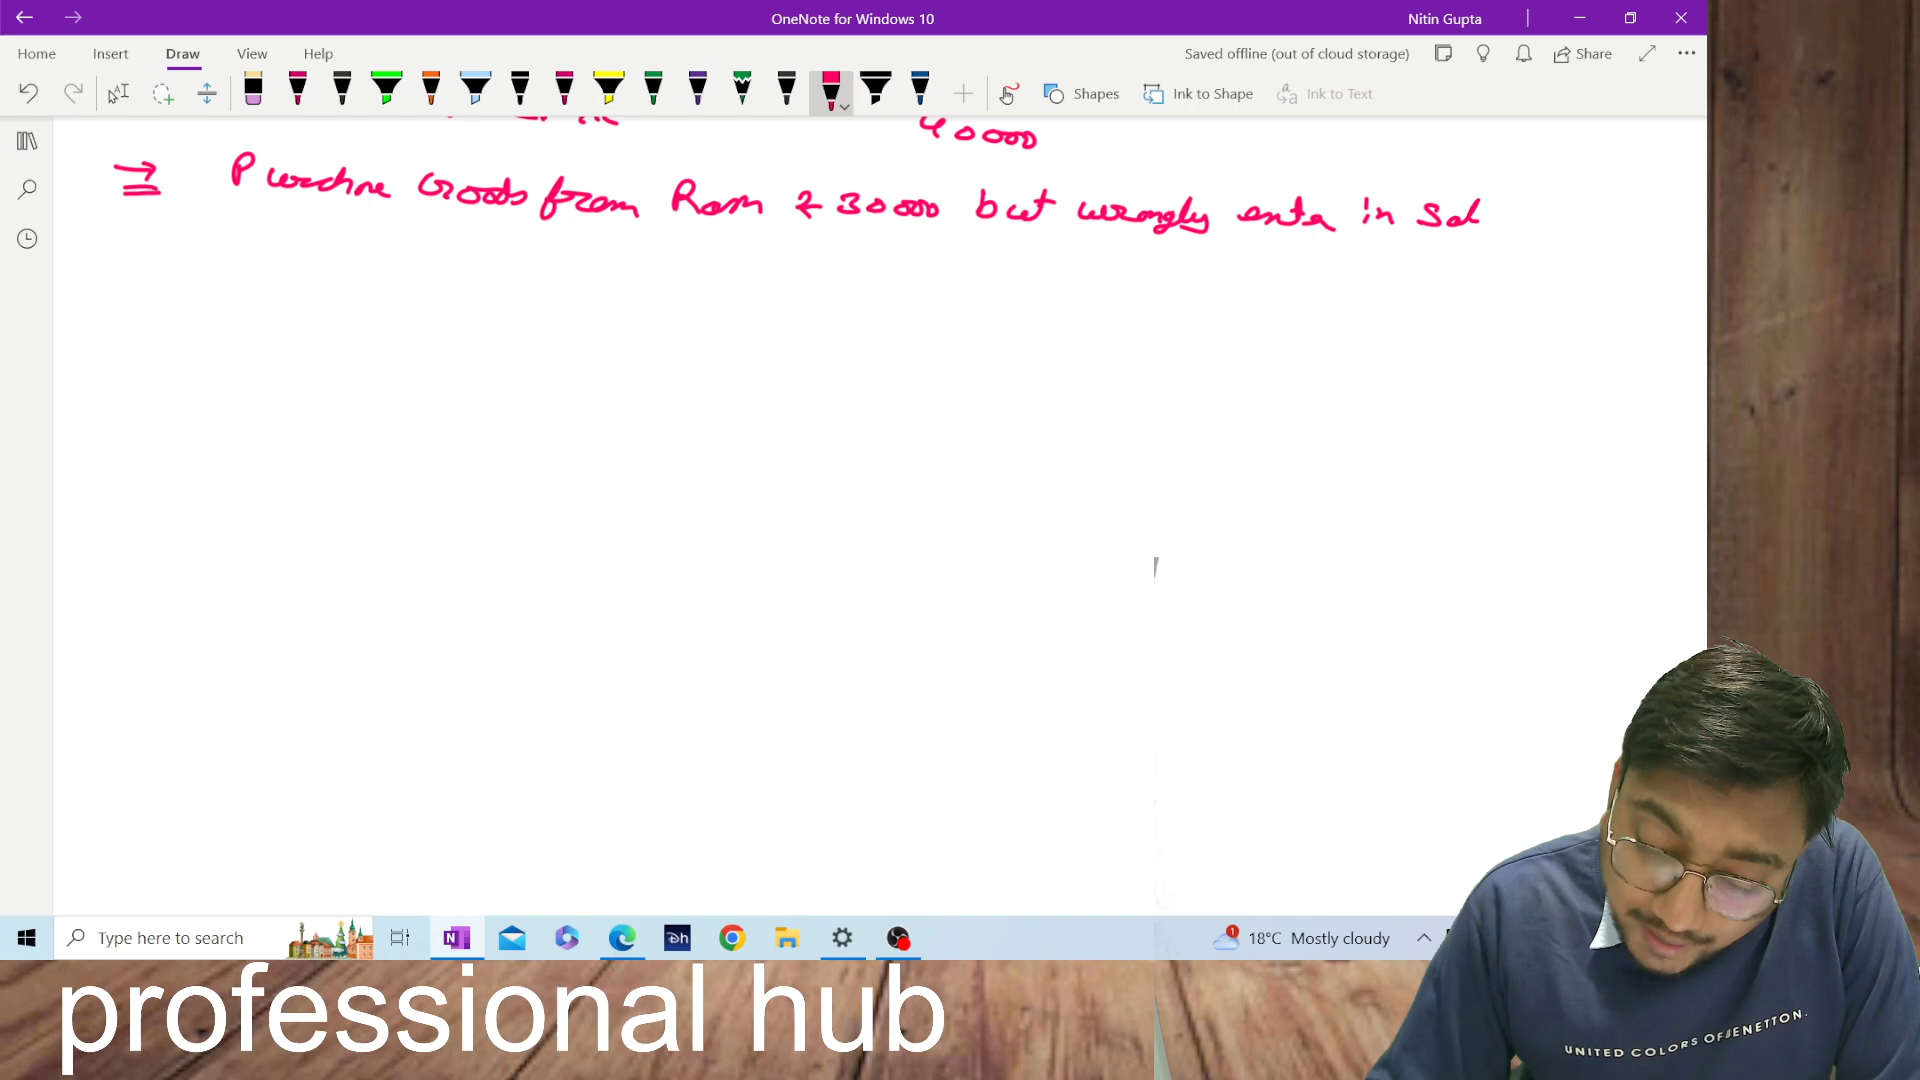 OneNote for Windows 10
Nitin Gupta
Home Insert Draw View Help
Saved offline (out of cloud storage)
Share
Shapes
Ink to Shape
Ink to Text
40000
Purchase Goods from Ram ₹ 30000 but wrongly enter in Sal
Type here to search
18°C Mostly cloudy
professional hub
UNITED COLORS OF BENETTON.